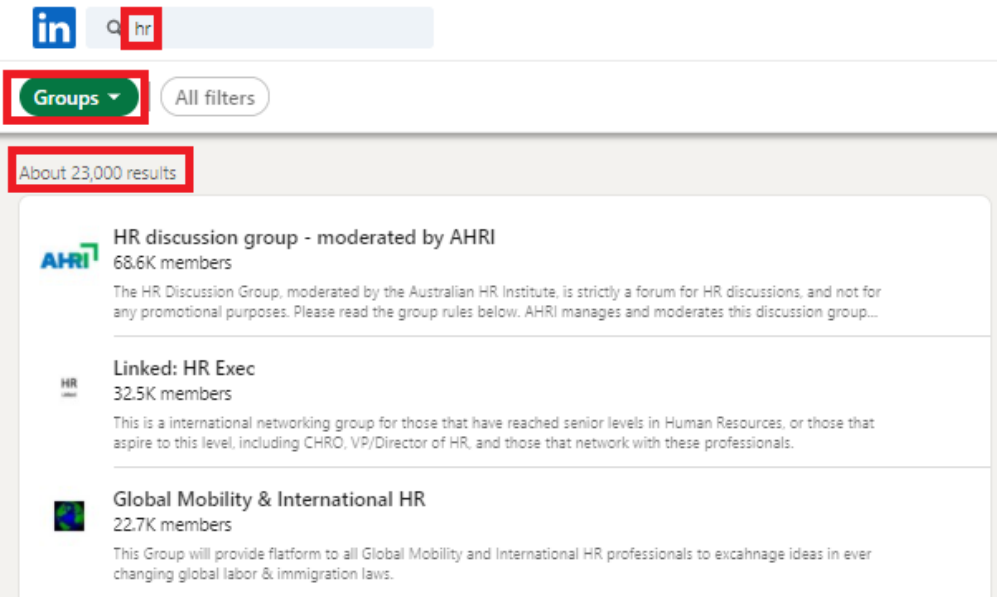 in
hr
Groups
All filters
About 23,000 results
AHRI
HR discussion group - moderated by AHRI
68.6K members
The HR Discussion Group, moderated by the Australian HR Institute, is strictly a forum for HR discussions, and not for
any promotional purposes. Please read the group rules below. AHRI manages and moderates this discussion group...
HR
Linked: HR Exec
32.5K members
This is a international networking group for those that have reached senior levels in Human Resources, or those that
aspire to this level, including CHRO, VP/Director of HR, and those that network with these professionals.
Global Mobility & International HR
22.7K members
This Group will provide flatform to all Global Mobility and International HR professionals to excahnage ideas in ever
changing global labor & immigration laws.